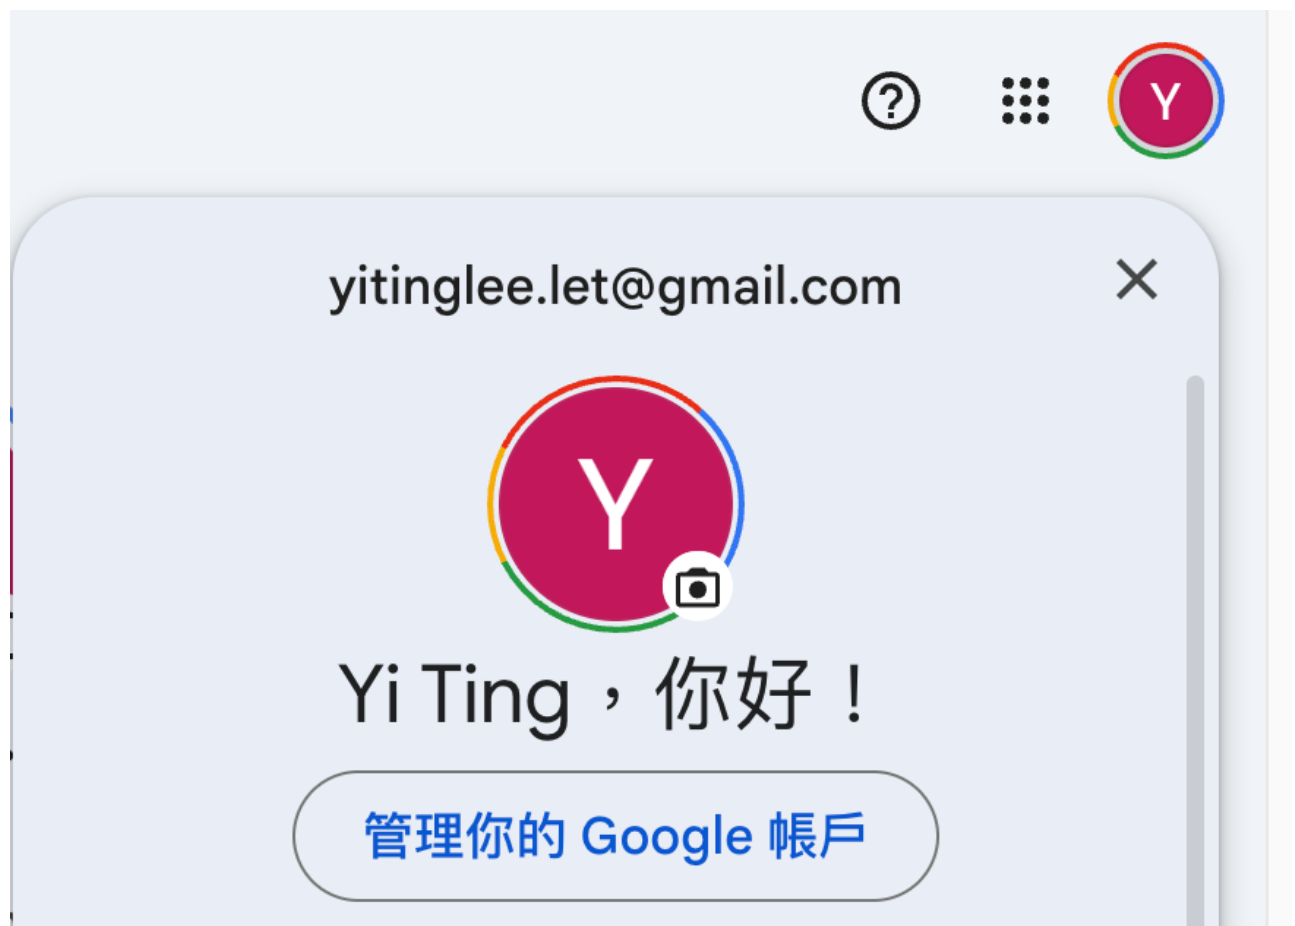 Y
yitinglee.let@gmail.com
Y
Yi Ting，你好！
管理你的 Google 帳戶